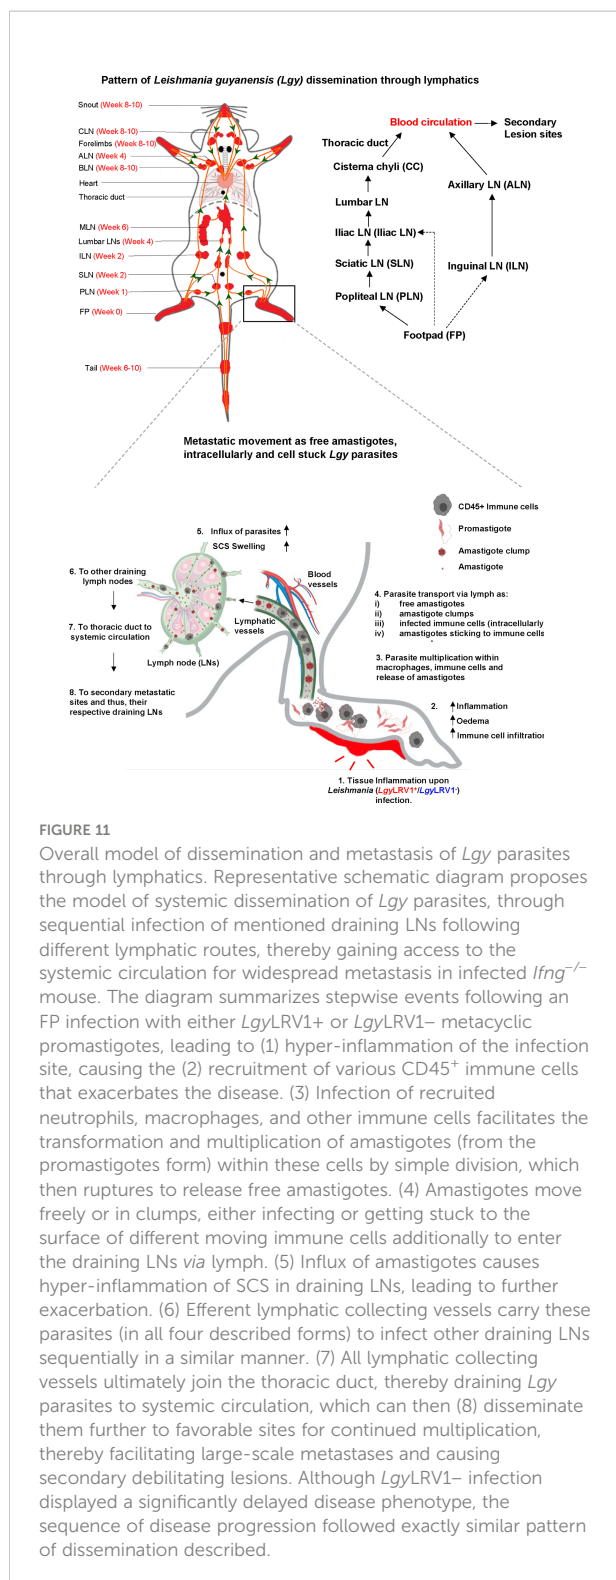 Pattern of Leishmania guyanensis (Lgy) dissemination through lymphatics
Snout (Week 8-10)
CLN (Week 8-10)
Forelimbs (Week 8-10)
ALN (Week 4)
BLN (Week 8-10)
Heart
Thoracic duct
MLN (Week 6)
Lumbar LNs (Week 4)
ILN (Week 2)
SLN (Week 2)
PLN (Week 1)
FP (Week 0)
Tail (Week 6-10)
Blood circulation
Secondary
Lesion sites
Thoracic duct
Cisterna chyli (CC)
Axillary LN (ALN)
Lumbar LN
Iliac LN (Iliac LN)
Sciatic LN (SLN)
Inguinal LN (ILN)
Popliteal LN (PLN)
Footpad (FP)
Metastatic movement as free amastigotes,
intracellularly and cell stuck Lgy parasites
CD45+ Immune cells
Promastigote
Amastigote clump
Amastigote
5. Influx of parasites
SCS Swelling
6. To other draining
lymph nodes
7. To thoracic duct to
systemic circulation
8. To secondary metastatic
sites and thus, their
respective draining LNs
Blood
vessels
Lymphatic
vessels
Lymph node (LNs)
4. Parasite transport via lymph as:
i) free amastigotes
ii) amastigote clumps
iii) infected immune cells (intracellularly
iv) amastigotes sticking to immune cells
3. Parasite multiplication within
macrophages, immune cells and
release of amastigotes
2. Inflammation
Oedema
Immune cell infiltration
1. Tissue Inflammation upon
Leishmania (LgyLRV1+/LgyLRV1-)
infection.
FIGURE 11
Overall model of dissemination and metastasis of Lgy parasites
through lymphatics. Representative schematic diagram proposes
the model of systemic dissemination of Lgy parasites, through
sequential infection of mentioned draining LNs following
different lymphatic routes, thereby gaining access to the
systemic circulation for widespread metastasis in infected Ifng−/−
mouse. The diagram summarizes stepwise events following an
FP infection with either LgyLRV1+ or LgyLRV1– metacyclic
promastigotes, leading to (1) hyper-inflammation of the infection
site, causing the (2) recruitment of various CD45+ immune cells
that exacerbates the disease. (3) Infection of recruited
neutrophils, macrophages, and other immune cells facilitates the
transformation and multiplication of amastigotes (from the
promastigotes form) within these cells by simple division, which
then ruptures to release free amastigotes. (4) Amastigotes move
freely or in clumps, either infecting or getting stuck to the
surface of different moving immune cells additionally to enter
the draining LNs via lymph. (5) Influx of amastigotes causes
hyper-inflammation of SCS in draining LNs, leading to further
exacerbation. (6) Efferent lymphatic collecting vessels carry these
parasites (in all four described forms) to infect other draining LNs
sequentially in a similar manner. (7) All lymphatic collecting
vessels ultimately join the thoracic duct, thereby draining Lgy
parasites to systemic circulation, which can then (8) disseminate
them further to favorable sites for continued multiplication,
thereby facilitating large-scale metastases and causing
secondary debilitating lesions. Although LgyLRV1– infection
displayed a significantly delayed disease phenotype, the
sequence of disease progression followed exactly similar pattern
of dissemination described.